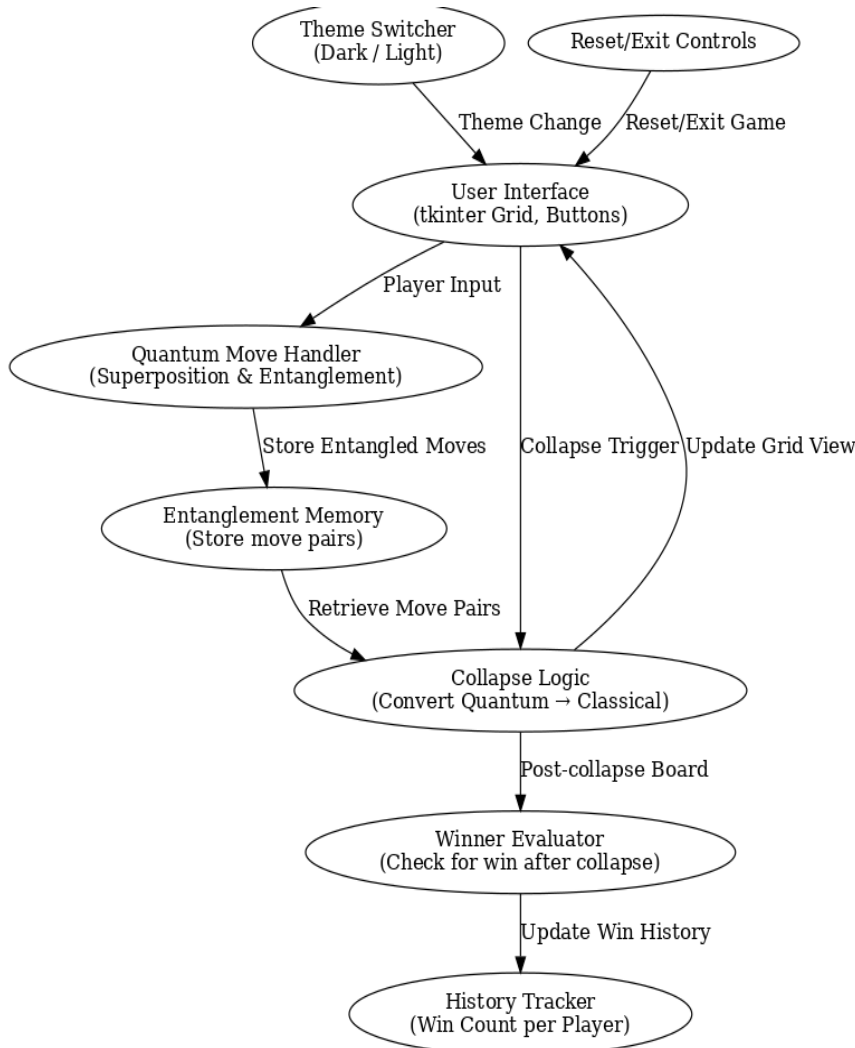 Theme Switcher
(Dark / Light)
Reset/Exit Controls
Theme Change
Reset/Exit Game
User Interface
(tkinter Grid, Buttons)
Player Input
Quantum Move Handler
(Superposition & Entanglement)
Store Entangled Moves
Collapse Trigger
Update Grid View
Entanglement Memory
(Store move pairs)
Retrieve Move Pairs
Collapse Logic
(Convert Quantum → Classical)
Post-collapse Board
Winner Evaluator
(Check for win after collapse)
Update Win History
History Tracker
(Win Count per Player)